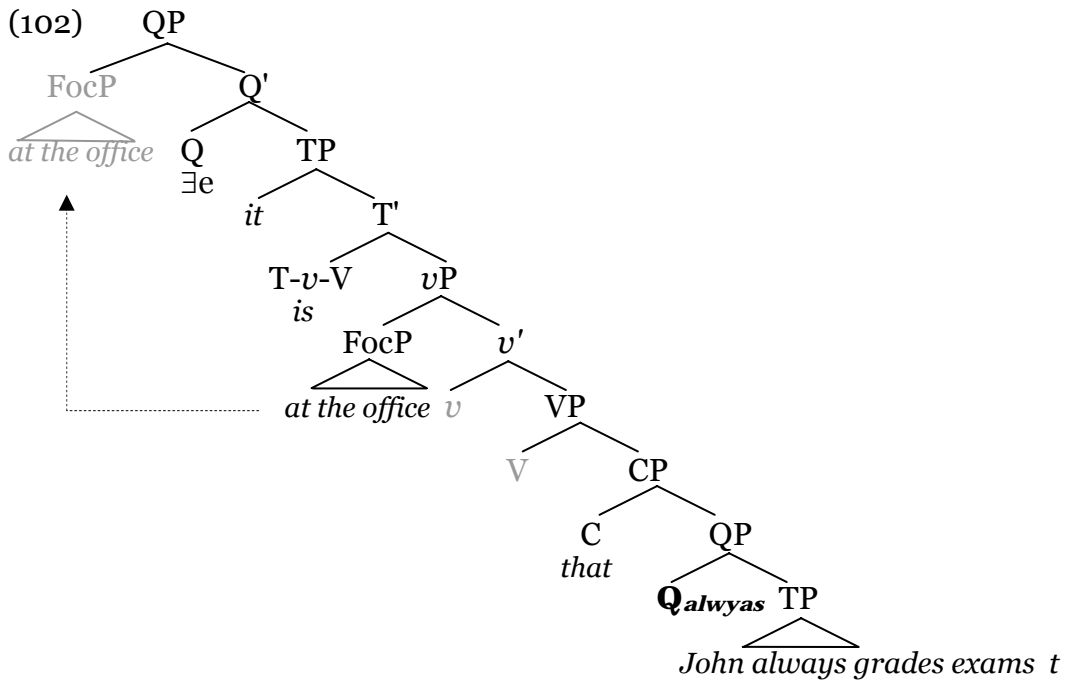 (102) QP
FocP Q'
at the office Q TP
∃e
it T'
T-v-V vP
is
FocP v'
at the office v VP
V CP
C QP
that
Qalwyas TP
John always grades exams t